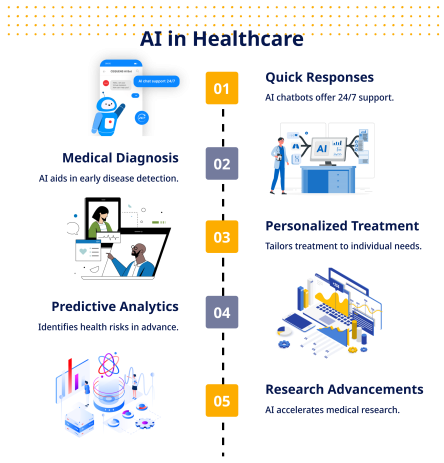 AI in Healthcare
AI chat support 24/7
01
Quick Responses
AI chatbots offer 24/7 support.
Medical Diagnosis
AI aids in early disease detection.
02
AI
03
Personalized Treatment
Tailors treatment to individual needs.
Predictive Analytics
Identifies health risks in advance.
04
05
Research Advancements
AI accelerates medical research.